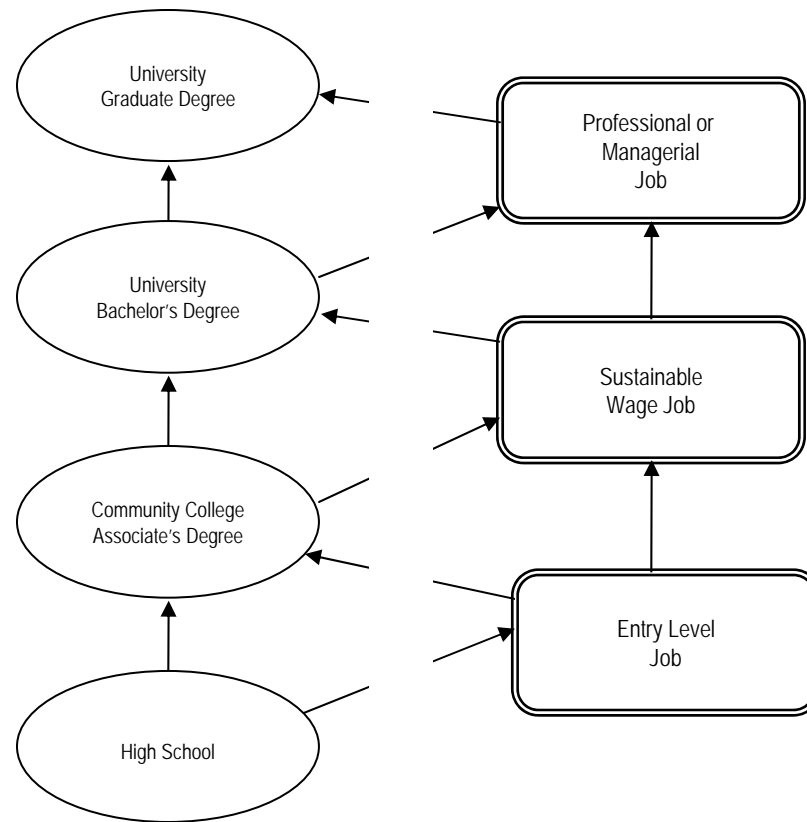 University
Graduate Degree
Professional or
Managerial
Job
University
Bachelor's Degree
Sustainable
Wage Job
Community College
Associate's Degree
Entry Level
Job
High School